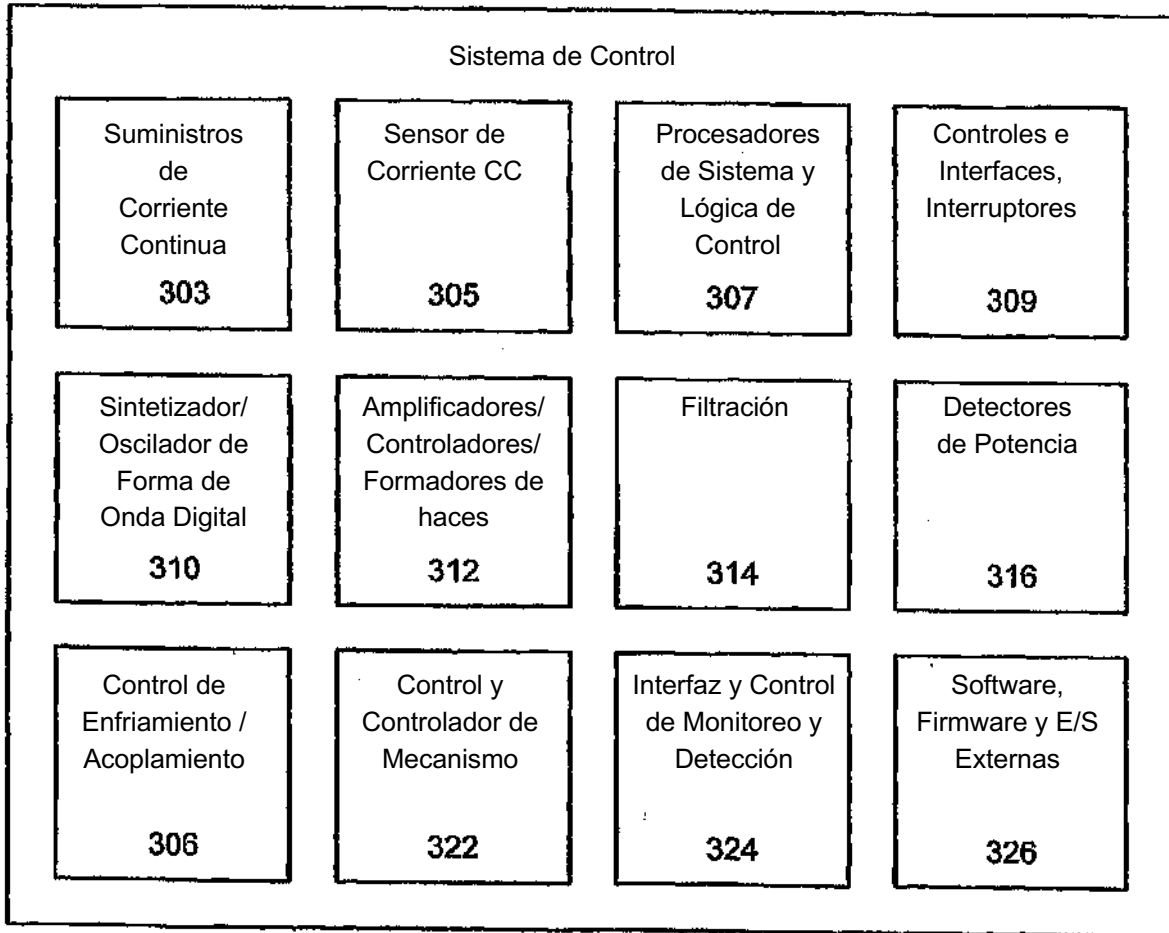 Sistema de Control
Suministros
de
Corriente
Continua
303
Sensor de
Corriente CC
305
Procesadores
de Sistema y
Lógica de
Control
307
Controles e
Interfaces,
Interruptores
309
Sintetizador/
Oscilador de
Forma de
Onda Digital
310
Amplificadores/
Controladores/
Formadores de
haces
312
Filtración
314
Detectores
de Potencia
316
Control de
Enfriamiento /
Acoplamiento
306
Control y
Controlador de
Mecanismo
322
Interfaz y Control
de Monitoreo y
Detección
324
Software,
Firmware y E/S
Externas
326